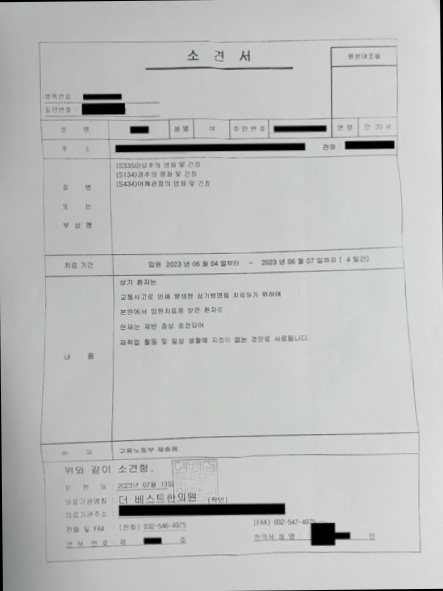 소 견 서
원본대조필
병록번호 :
일련번호 :
성 명 성별 여 주민번호 연령 만 30 세
주 소 전화 :
질 병 또 는 부상명
(S3350)요추의 염좌 및 긴장
(S134)경추의 염좌 및 긴장
(S434)어깨관절의 염좌 및 긴장
치료기간 입원 2023 년 06 월 04 일부터 - 2023 년 06 월 07 일까지 ( 4 일간)
내 용
상기 환자는
교통사고로 인해 발생한 상기병명을 치료하기 위하여
본원에서 입원치료를 받은 환자로
현재는 제반 증상 호전되어
재취업 활동 및 일상 생활에 지장이 없는 것으로 사료됩니다.
비 고 고용노동부 제출용
위와 같이 소견함.
발 행 일 2023년 07월 13일
의료기관명칭 : 더 베스트한의원 (직인)
의료기관주소 :
전화 및 FAX (전화) 032-546-4975 (FAX) 032-547-4975
면 허 번 호 : 제 호 한의사 성 명 : 인